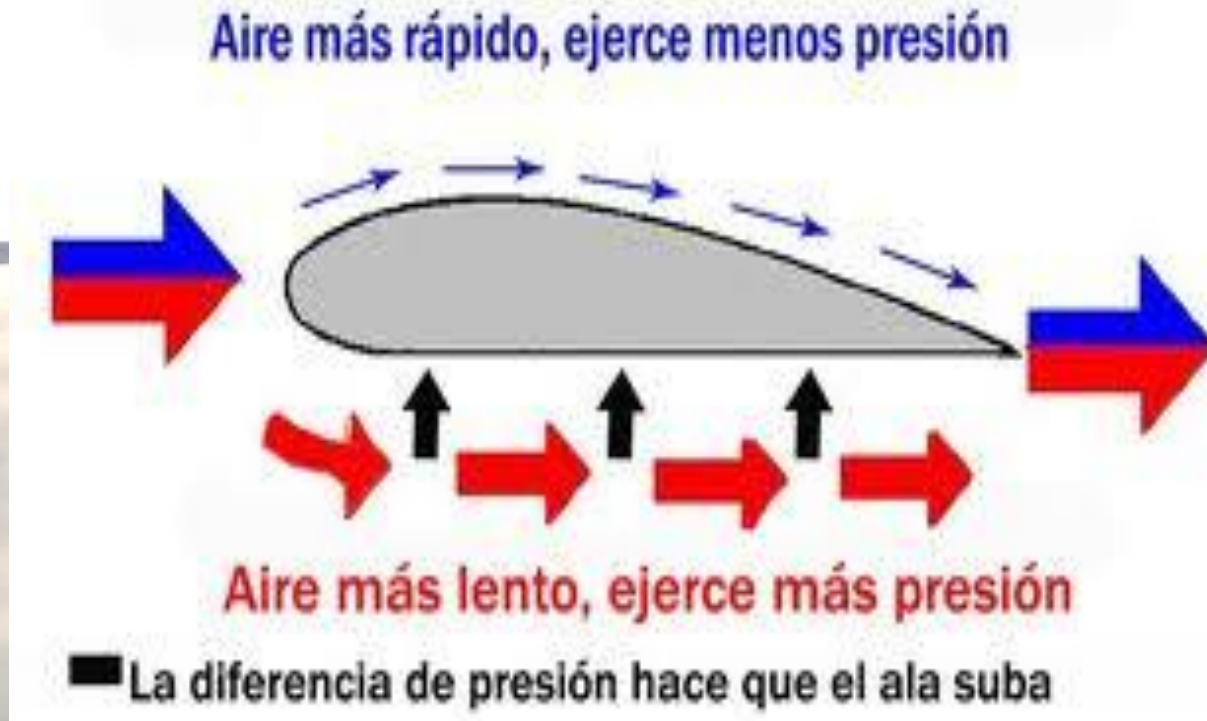 Aire más rápido, ejerce menos presión
Aire más lento, ejerce más presión
La diferencia de presión hace que el ala suba